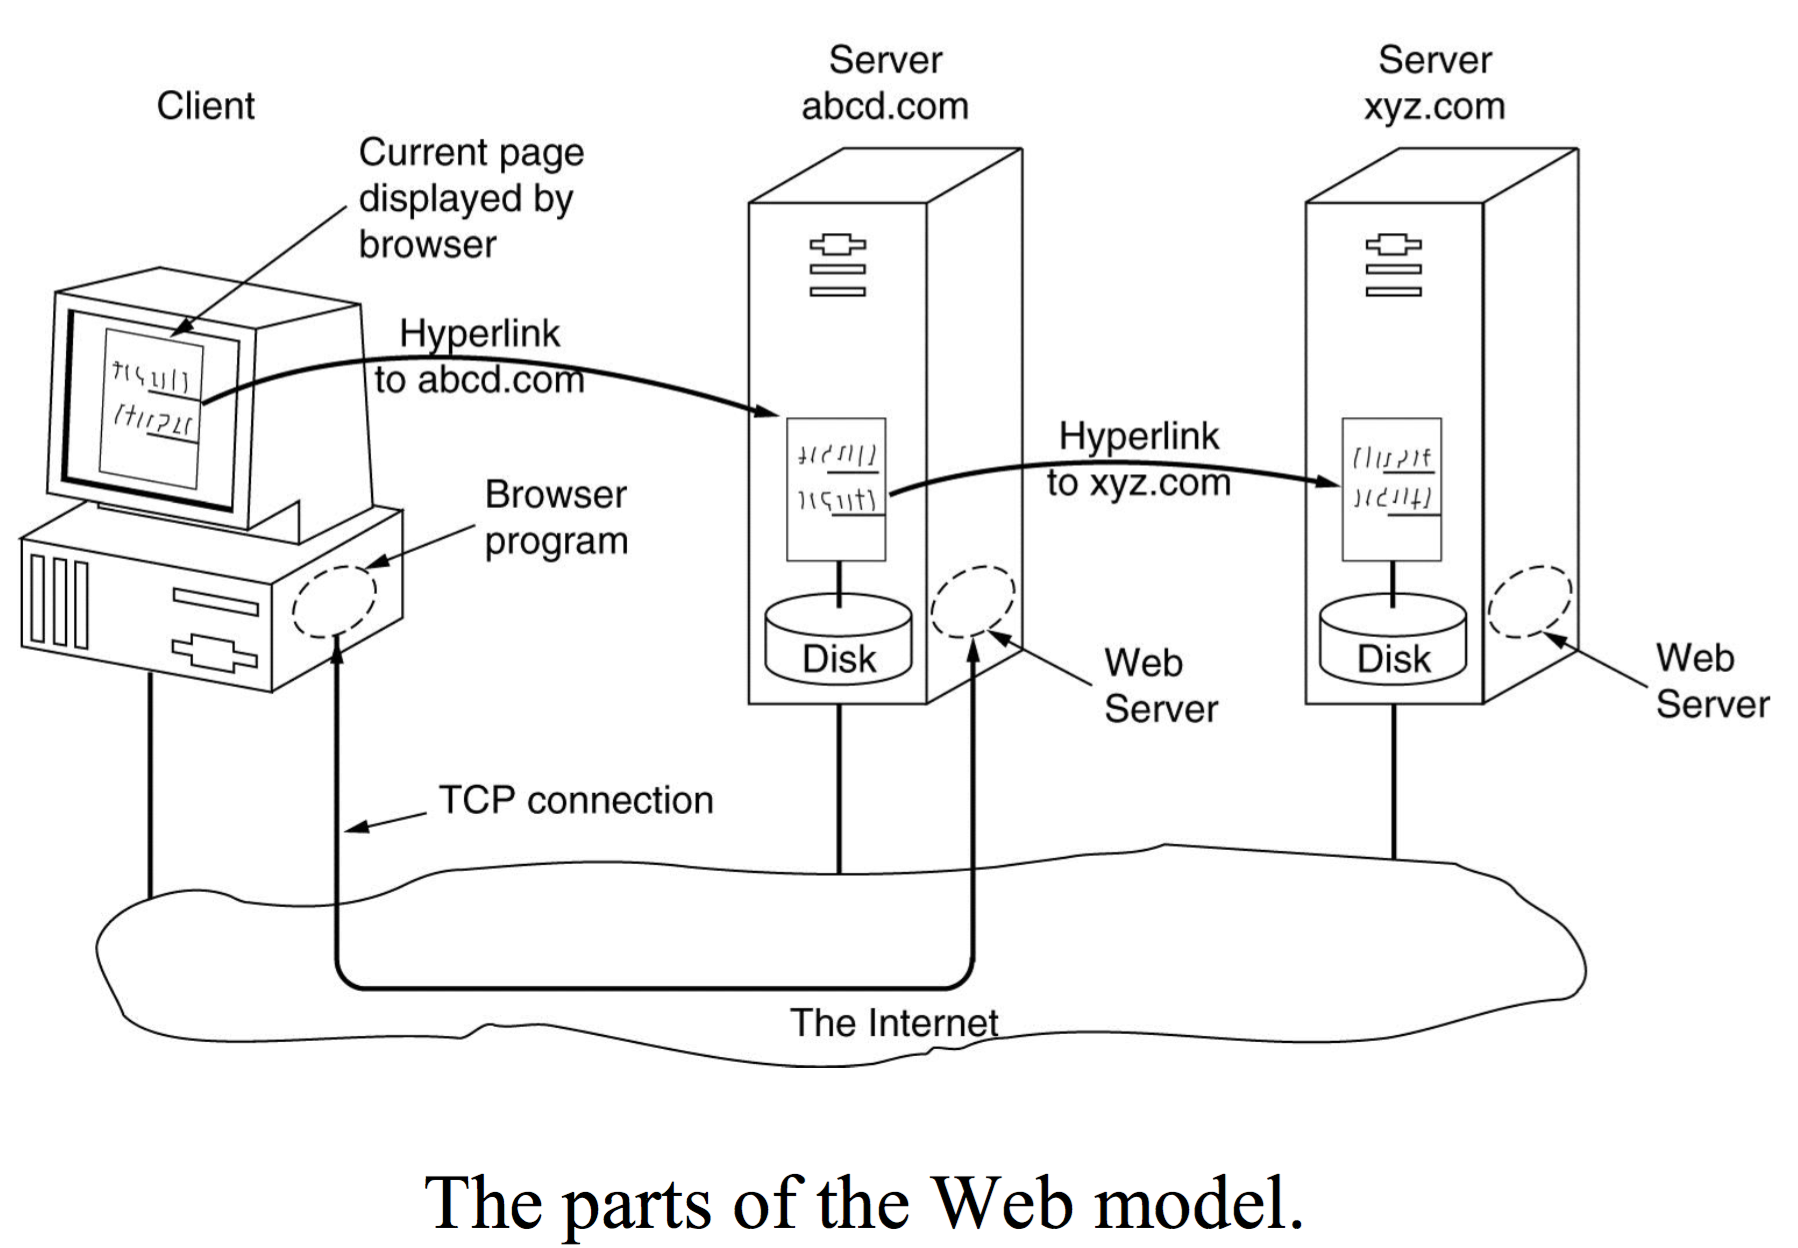 Client
Server
abcd.com
Server
xyz.com
Current page
displayed by
browser
Hyperlink
to abcd.com
Hyperlink
to xyz.com
Browser
program
Disk
Web
Server
Disk
Web
Server
TCP connection
The Internet
The parts of the Web model.